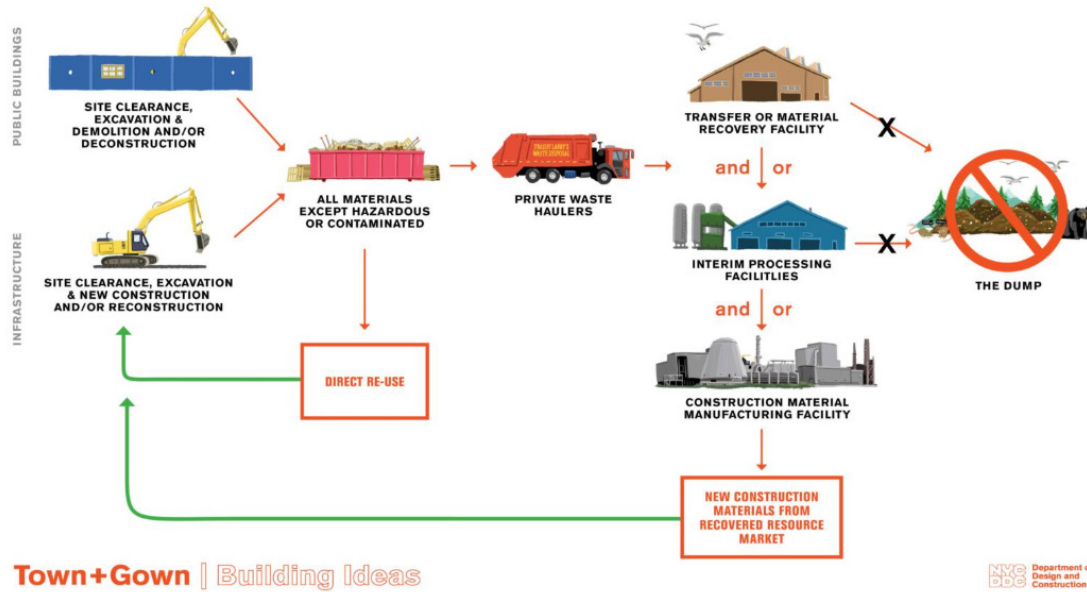 PUBLIC BUILDINGS
SITE CLEARANCE,
EXCAVATION &
DEMOLITION AND/OR
DECONSTRUCTION
INFRASTRUCTURE
SITE CLEARANCE, EXCAVATION
& NEW CONSTRUCTION
AND/OR RECONSTRUCTION
ALL MATERIALS
EXCEPT HAZARDOUS
OR CONTAMINATED
DIRECT RE-USE
WASTE DISPOSAL
PRIVATE WASTE
HAULERS
TRANSFER OR MATERIAL
RECOVERY FACILITY
X
and or
INTERIM PROCESSING
FACILITLIES
X
THE DUMP
and or
CONSTRUCTION MATERIAL
MANUFACTURING FACILITY
NEW CONSTRUCTION
MATERIALS FROM
RECOVERED RESOURCE
MARKET
Town+Gown | Building Ideas
NYC
DDC
Department o
Design and
Construction